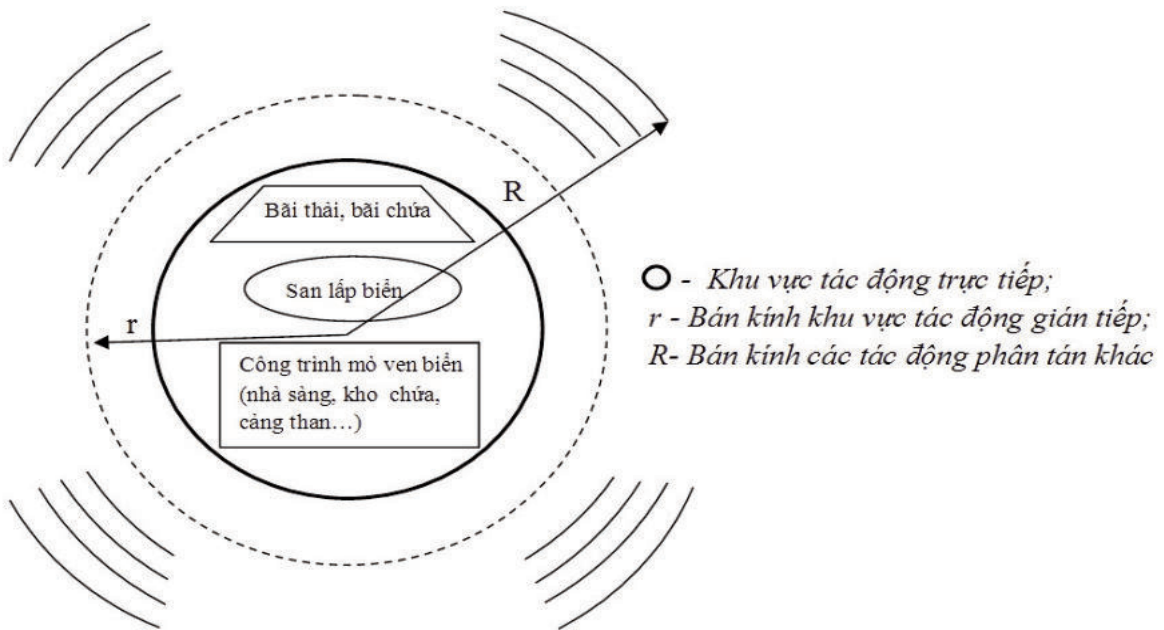 R
Bãi thải, bãi chứa
San lấp biển
r
Công trình mỏ ven biển
(nhà sàng, kho chứa,
cảng than…)
- Khu vực tác động trực tiếp;
r - Bán kính khu vực tác động gián tiếp;
R- Bán kính các tác động phân tán khác